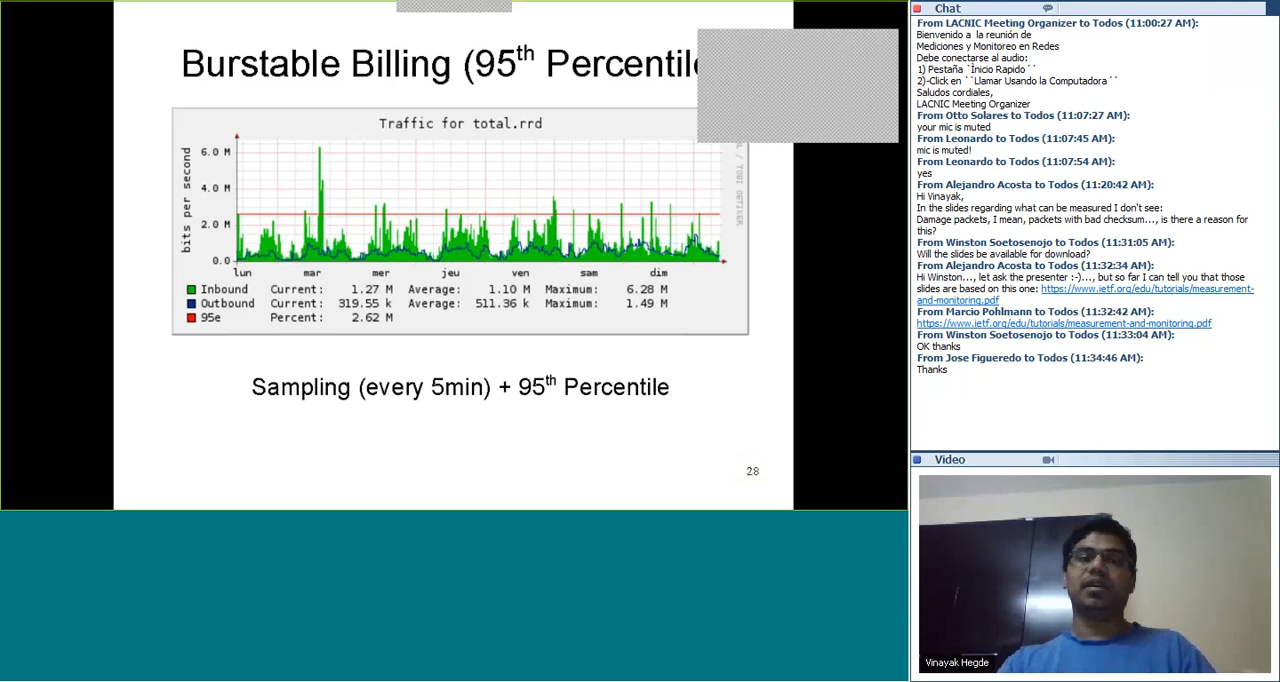 Burstable Billing (95th Percentile
Traffic for total.rrd
bits per second
6.0 M
4.0 M
2.0 M
0.0
lun mar mer jeu ven sam dim
Inbound Current: 1.27 M Average: 1.10 M Maximum: 6.28 M
Outbound Current: 319.55 k Average: 511.36 k Maximum: 1.49 M
95e Percent: 2.62 M
/ TOBI OETIKER
Sampling (every 5min) + 95th Percentile
28
Chat
From LACNIC Meeting Organizer to Todos (11:00:27 AM):
Bienvenido a la reunión de
Mediciones y Monitoreo en Redes
Debe conectarse al audio:
1) Pestaña `Ìnicio Rapido´´
2)-Click en ``Llamar Usando la Computadora´´
Saludos cordiales,
LACNIC Meeting Organizer
From Otto Solares to Todos (11:07:27 AM):
your mic is muted
From Leonardo to Todos (11:07:45 AM):
mic is muted!
From Leonardo to Todos (11:07:54 AM):
yes
From Alejandro Acosta to Todos (11:20:42 AM):
Hi Vinayak,
In the slides regarding what can be measured I don't see:
Damage packets, I mean, packets with bad checksum..., is there a reason for
this?
From Winston Soetosenojo to Todos (11:31:05 AM):
Will the slides be available for download?
From Alejandro Acosta to Todos (11:32:34 AM):
Hi Winston..., let ask the presenter :-)..., but so far I can tell you that those
slides are based on this one: https://www.ietf.org/edu/tutorials/measurement-
and-monitoring.pdf
From Marcio Pohlmann to Todos (11:32:42 AM):
https://www.ietf.org/edu/tutorials/measurement-and-monitoring.pdf
From Winston Soetosenojo to Todos (11:33:04 AM):
OK thanks
From Jose Figueredo to Todos (11:34:46 AM):
Thanks
Video
Vinayak Hegde